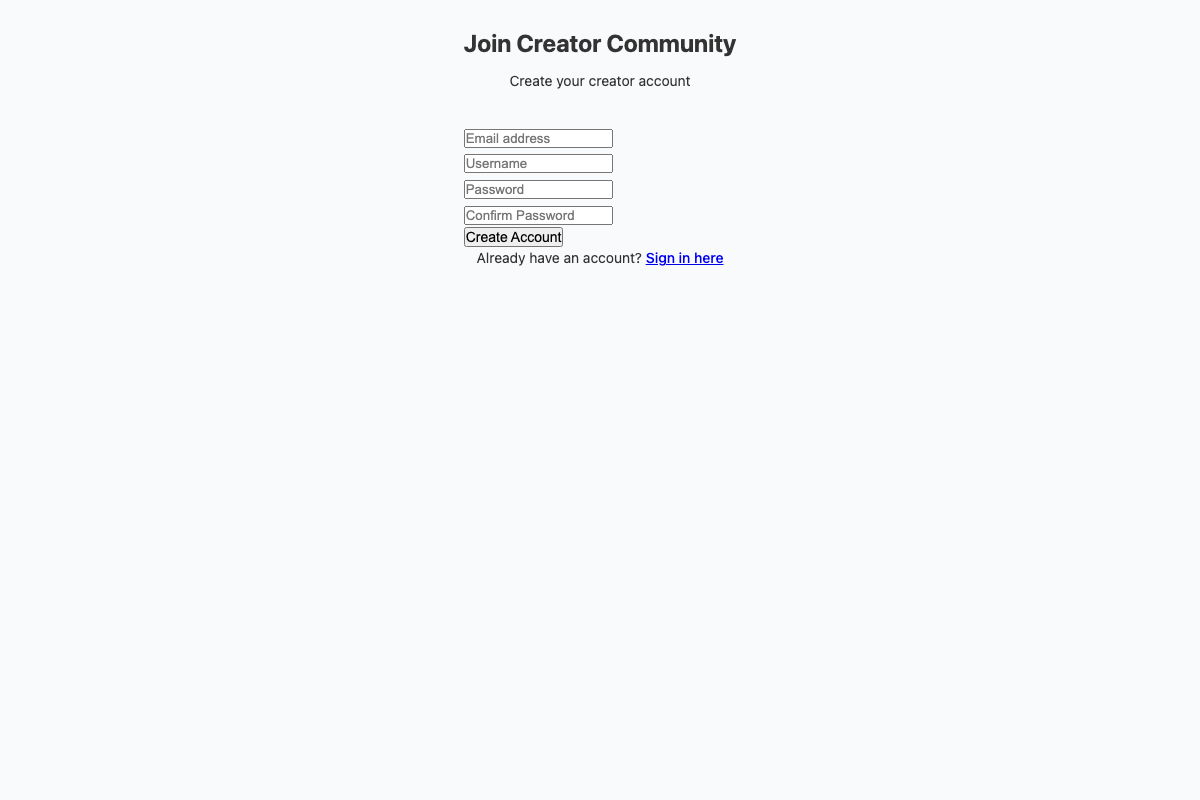 Join Creator Community
Create your creator account
Email address
Username
Password
Confirm Password
Create Account
Already have an account? Sign in here